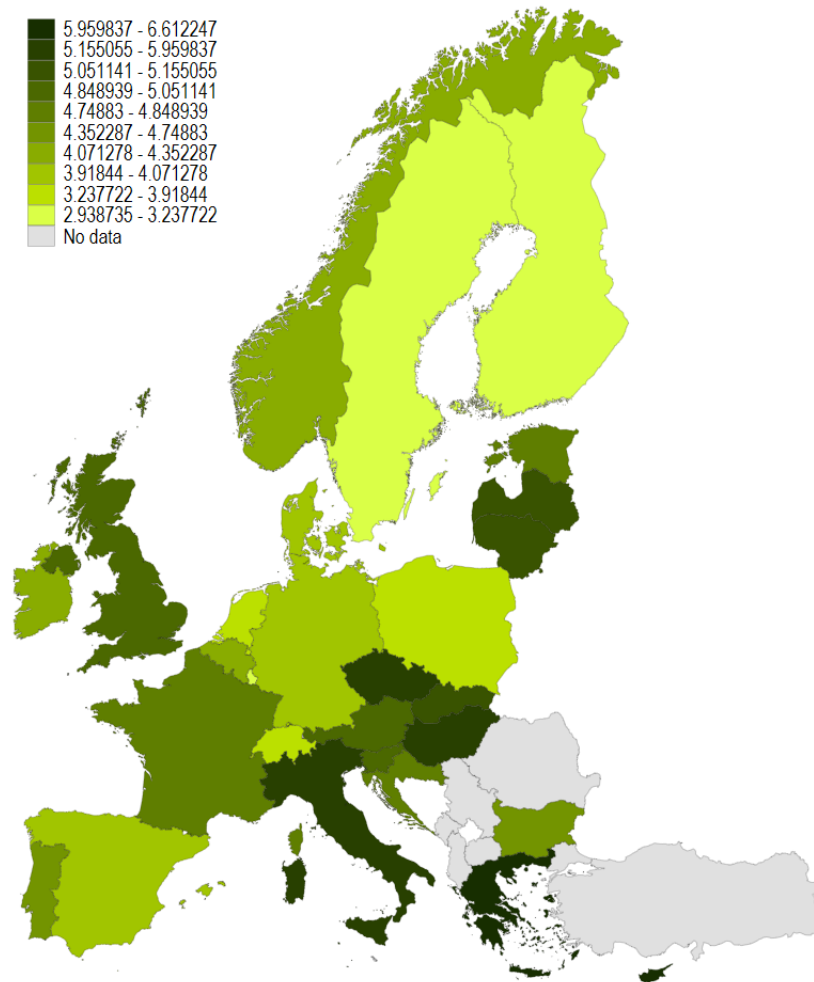 5.959837 - 6.612247
5.155055 - 5.959837
5.051141 - 5.155055
4.848939 - 5.051141
4.74883 - 4.848939
4.352287 - 4.74883
4.071278 - 4.352287
3.91844 - 4.071278
3.237722 - 3.91844
2.938735 - 3.237722
No data